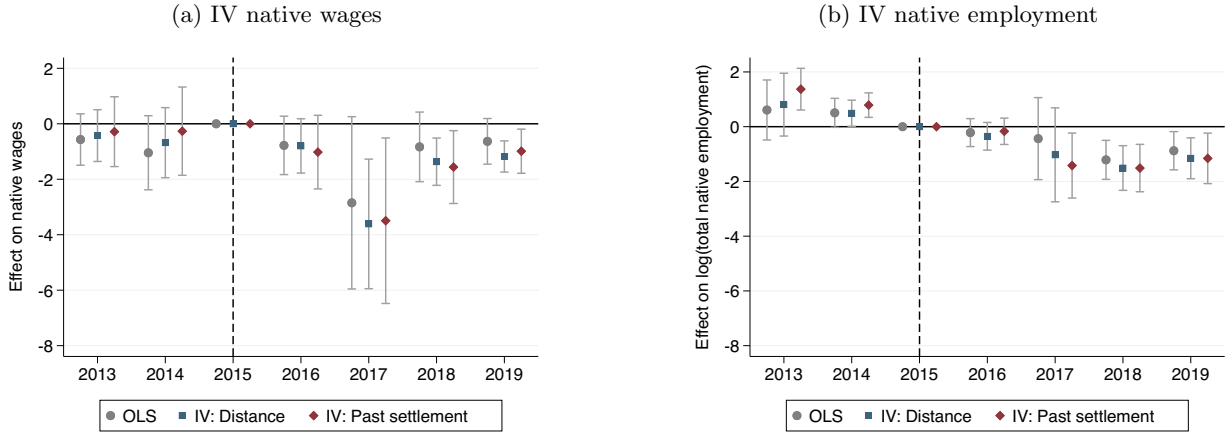 (a) IV native wages
Effect on native wages
2
0
-2
-4
-6
-8
2013 2014 2015 2016 2017 2018 2019
OLS IV: Distance IV: Past settlement
(b) IV native employment
Effect on log(total native employment)
2
0
-2
-4
-6
-8
2013 2014 2015 2016 2017 2018 2019
OLS IV: Distance IV: Past settlement